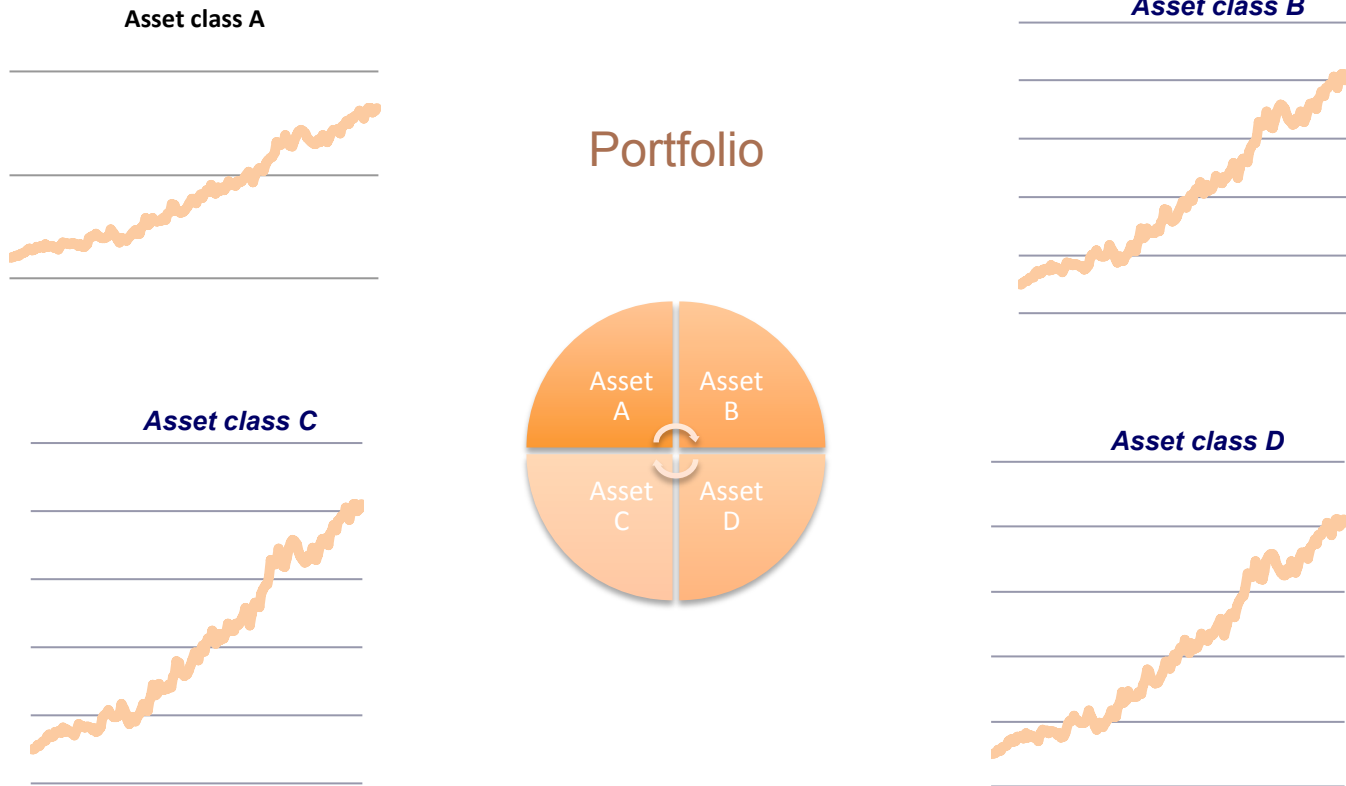 Asset class A
Asset class B
Portfolio
Asset
A
Asset
B
Asset
C
Asset
D
Asset class C
Asset class D